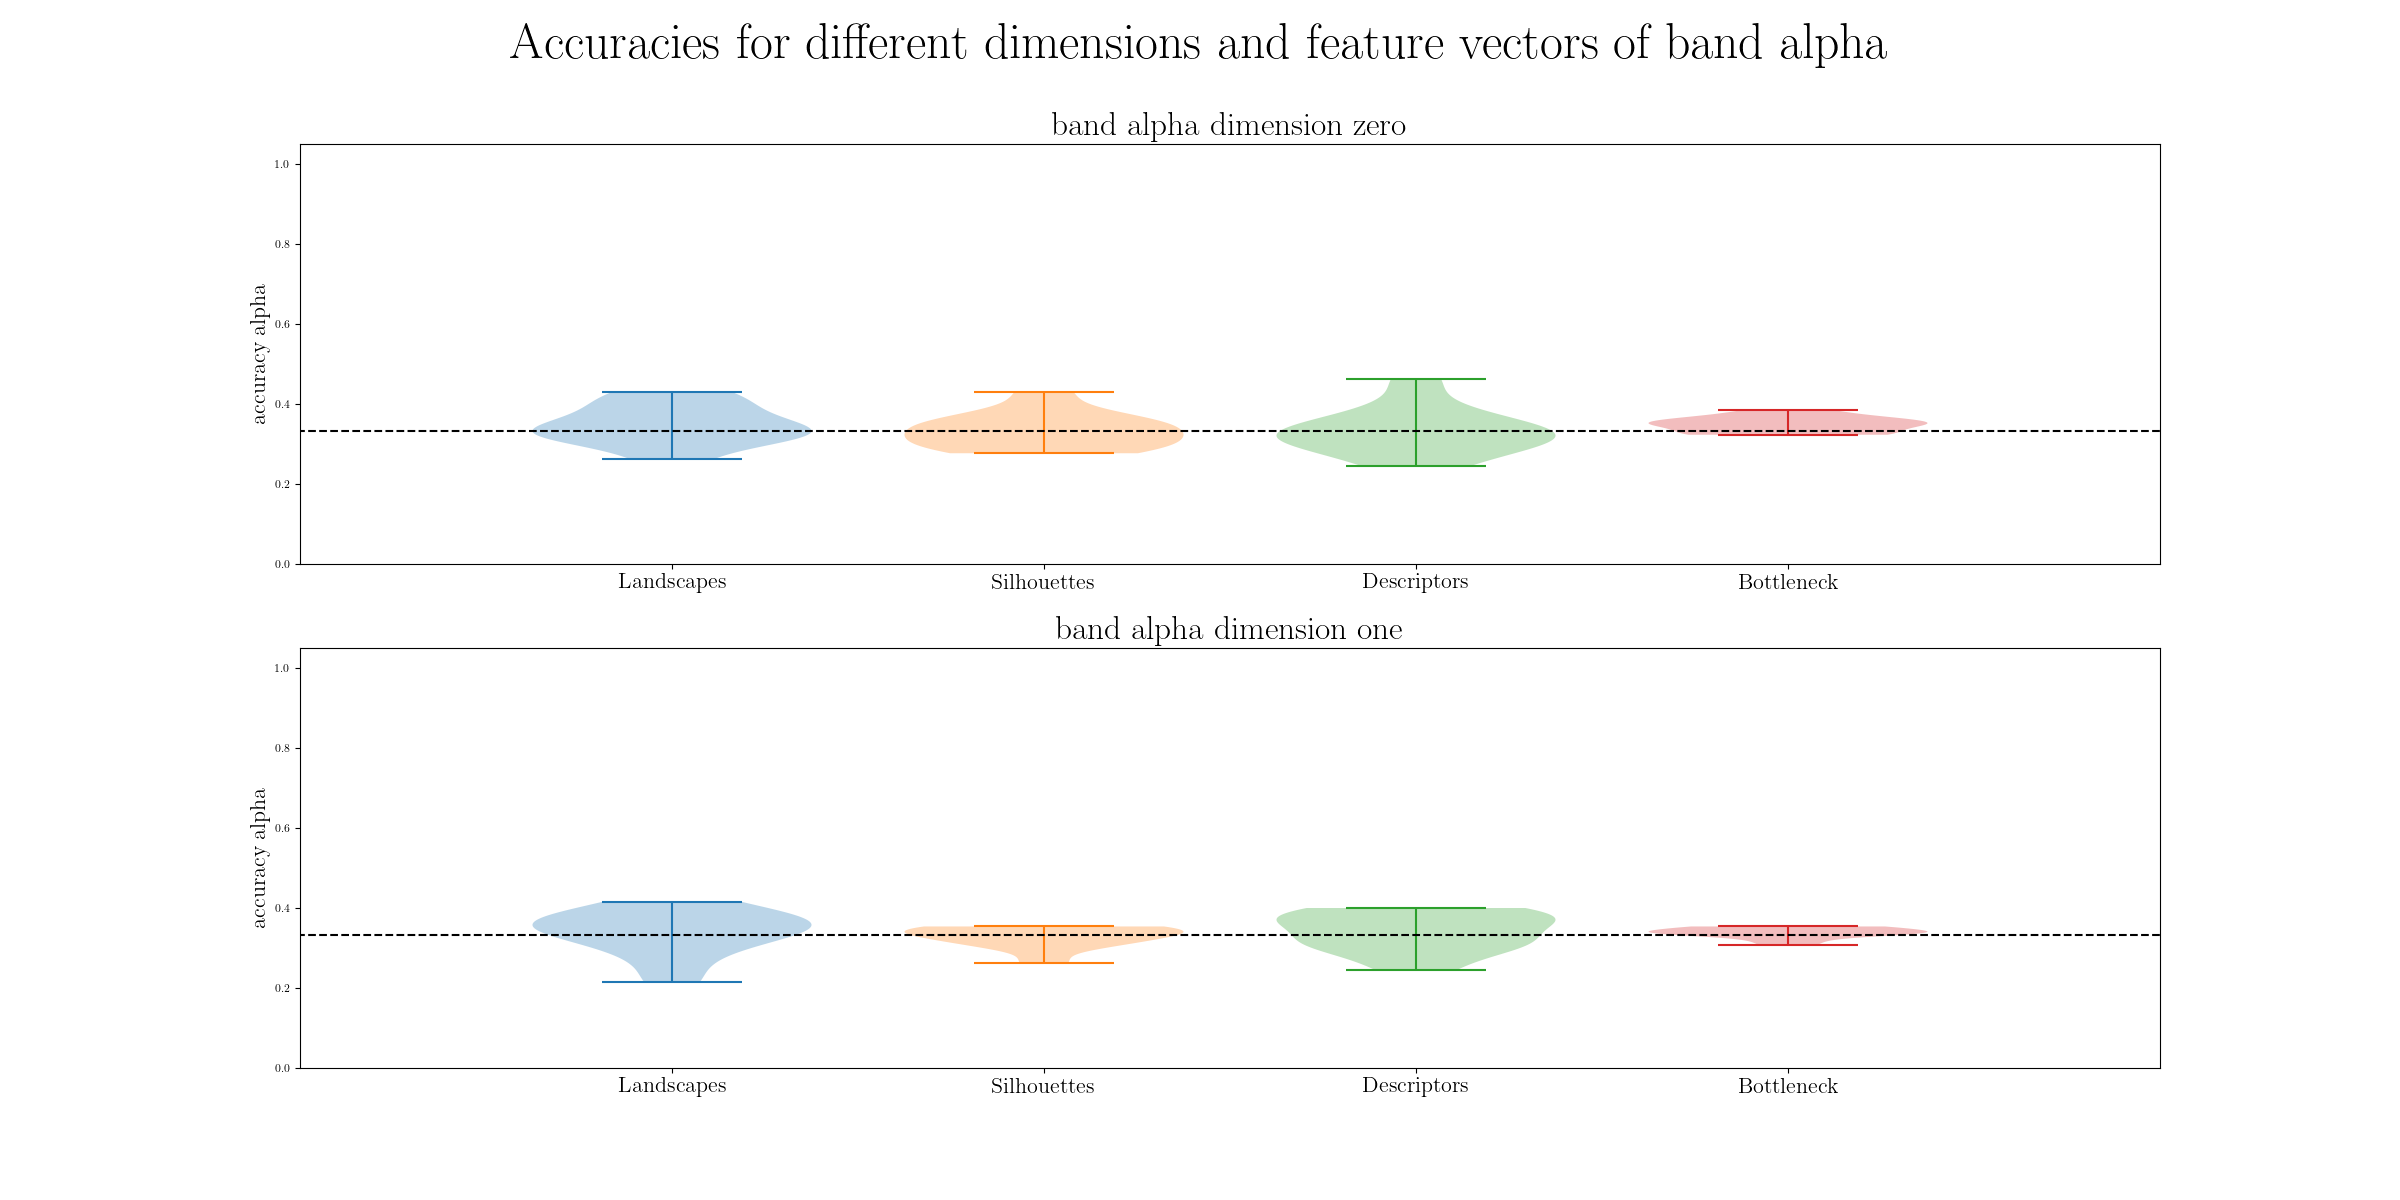 Accuracies for different dimensions and feature vectors of band alpha
band alpha dimension zero
1.0
0.8
0.6
0.4
0.2
0.0
accuracy alpha
Landscapes Silhouettes Descriptors Bottleneck
band alpha dimension one
1.0
0.8
0.6
0.4
0.2
0.0
accuracy alpha
Landscapes Silhouettes Descriptors Bottleneck